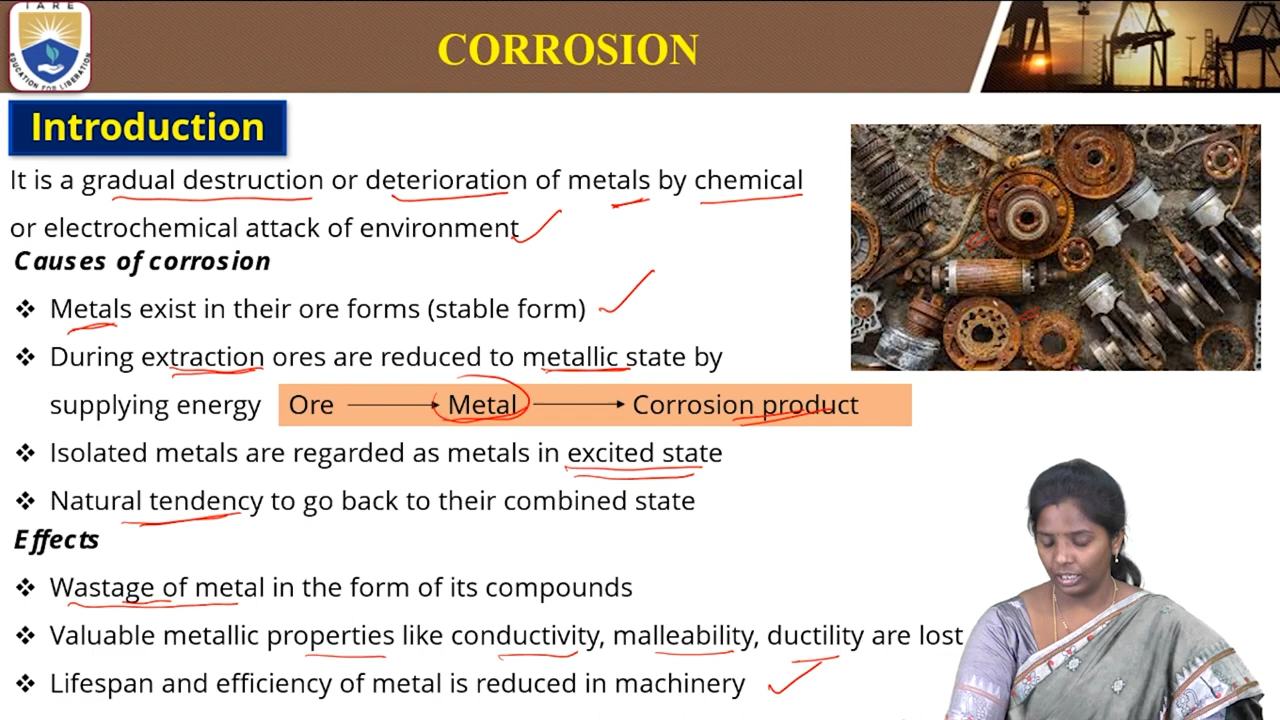 IARE
EDUCATION FOR LIBERATION
CORROSION
Introduction
It is a gradual destruction or deterioration of metals by chemical
or electrochemical attack of environment
Causes of corrosion
❖ Metals exist in their ore forms (stable form)
❖ During extraction ores are reduced to metallic state by
supplying energy Ore → Metal → Corrosion product
❖ Isolated metals are regarded as metals in excited state
❖ Natural tendency to go back to their combined state
Effects
❖ Wastage of metal in the form of its compounds
❖ Valuable metallic properties like conductivity, malleability, ductility are lost
❖ Lifespan and efficiency of metal is reduced in machinery